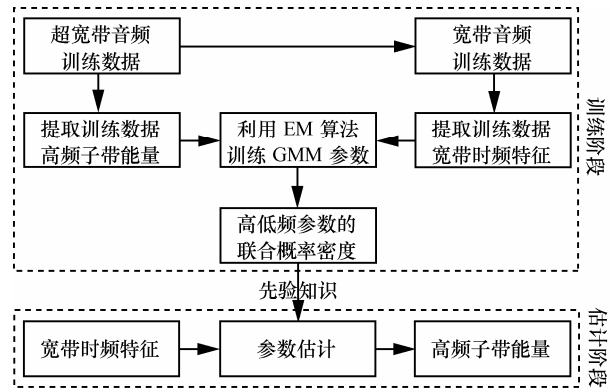 超宽带音频
训练数据
宽带音频
训练数据
提取训练数据
高频子带能量
利用 EM 算法
训练 GMM 参数
提取训练数据
宽带时频特征
训练阶段
高低频参数的
联合概率密度
先验知识
宽带时频特征
参数估计
高频子带能量
估计阶段